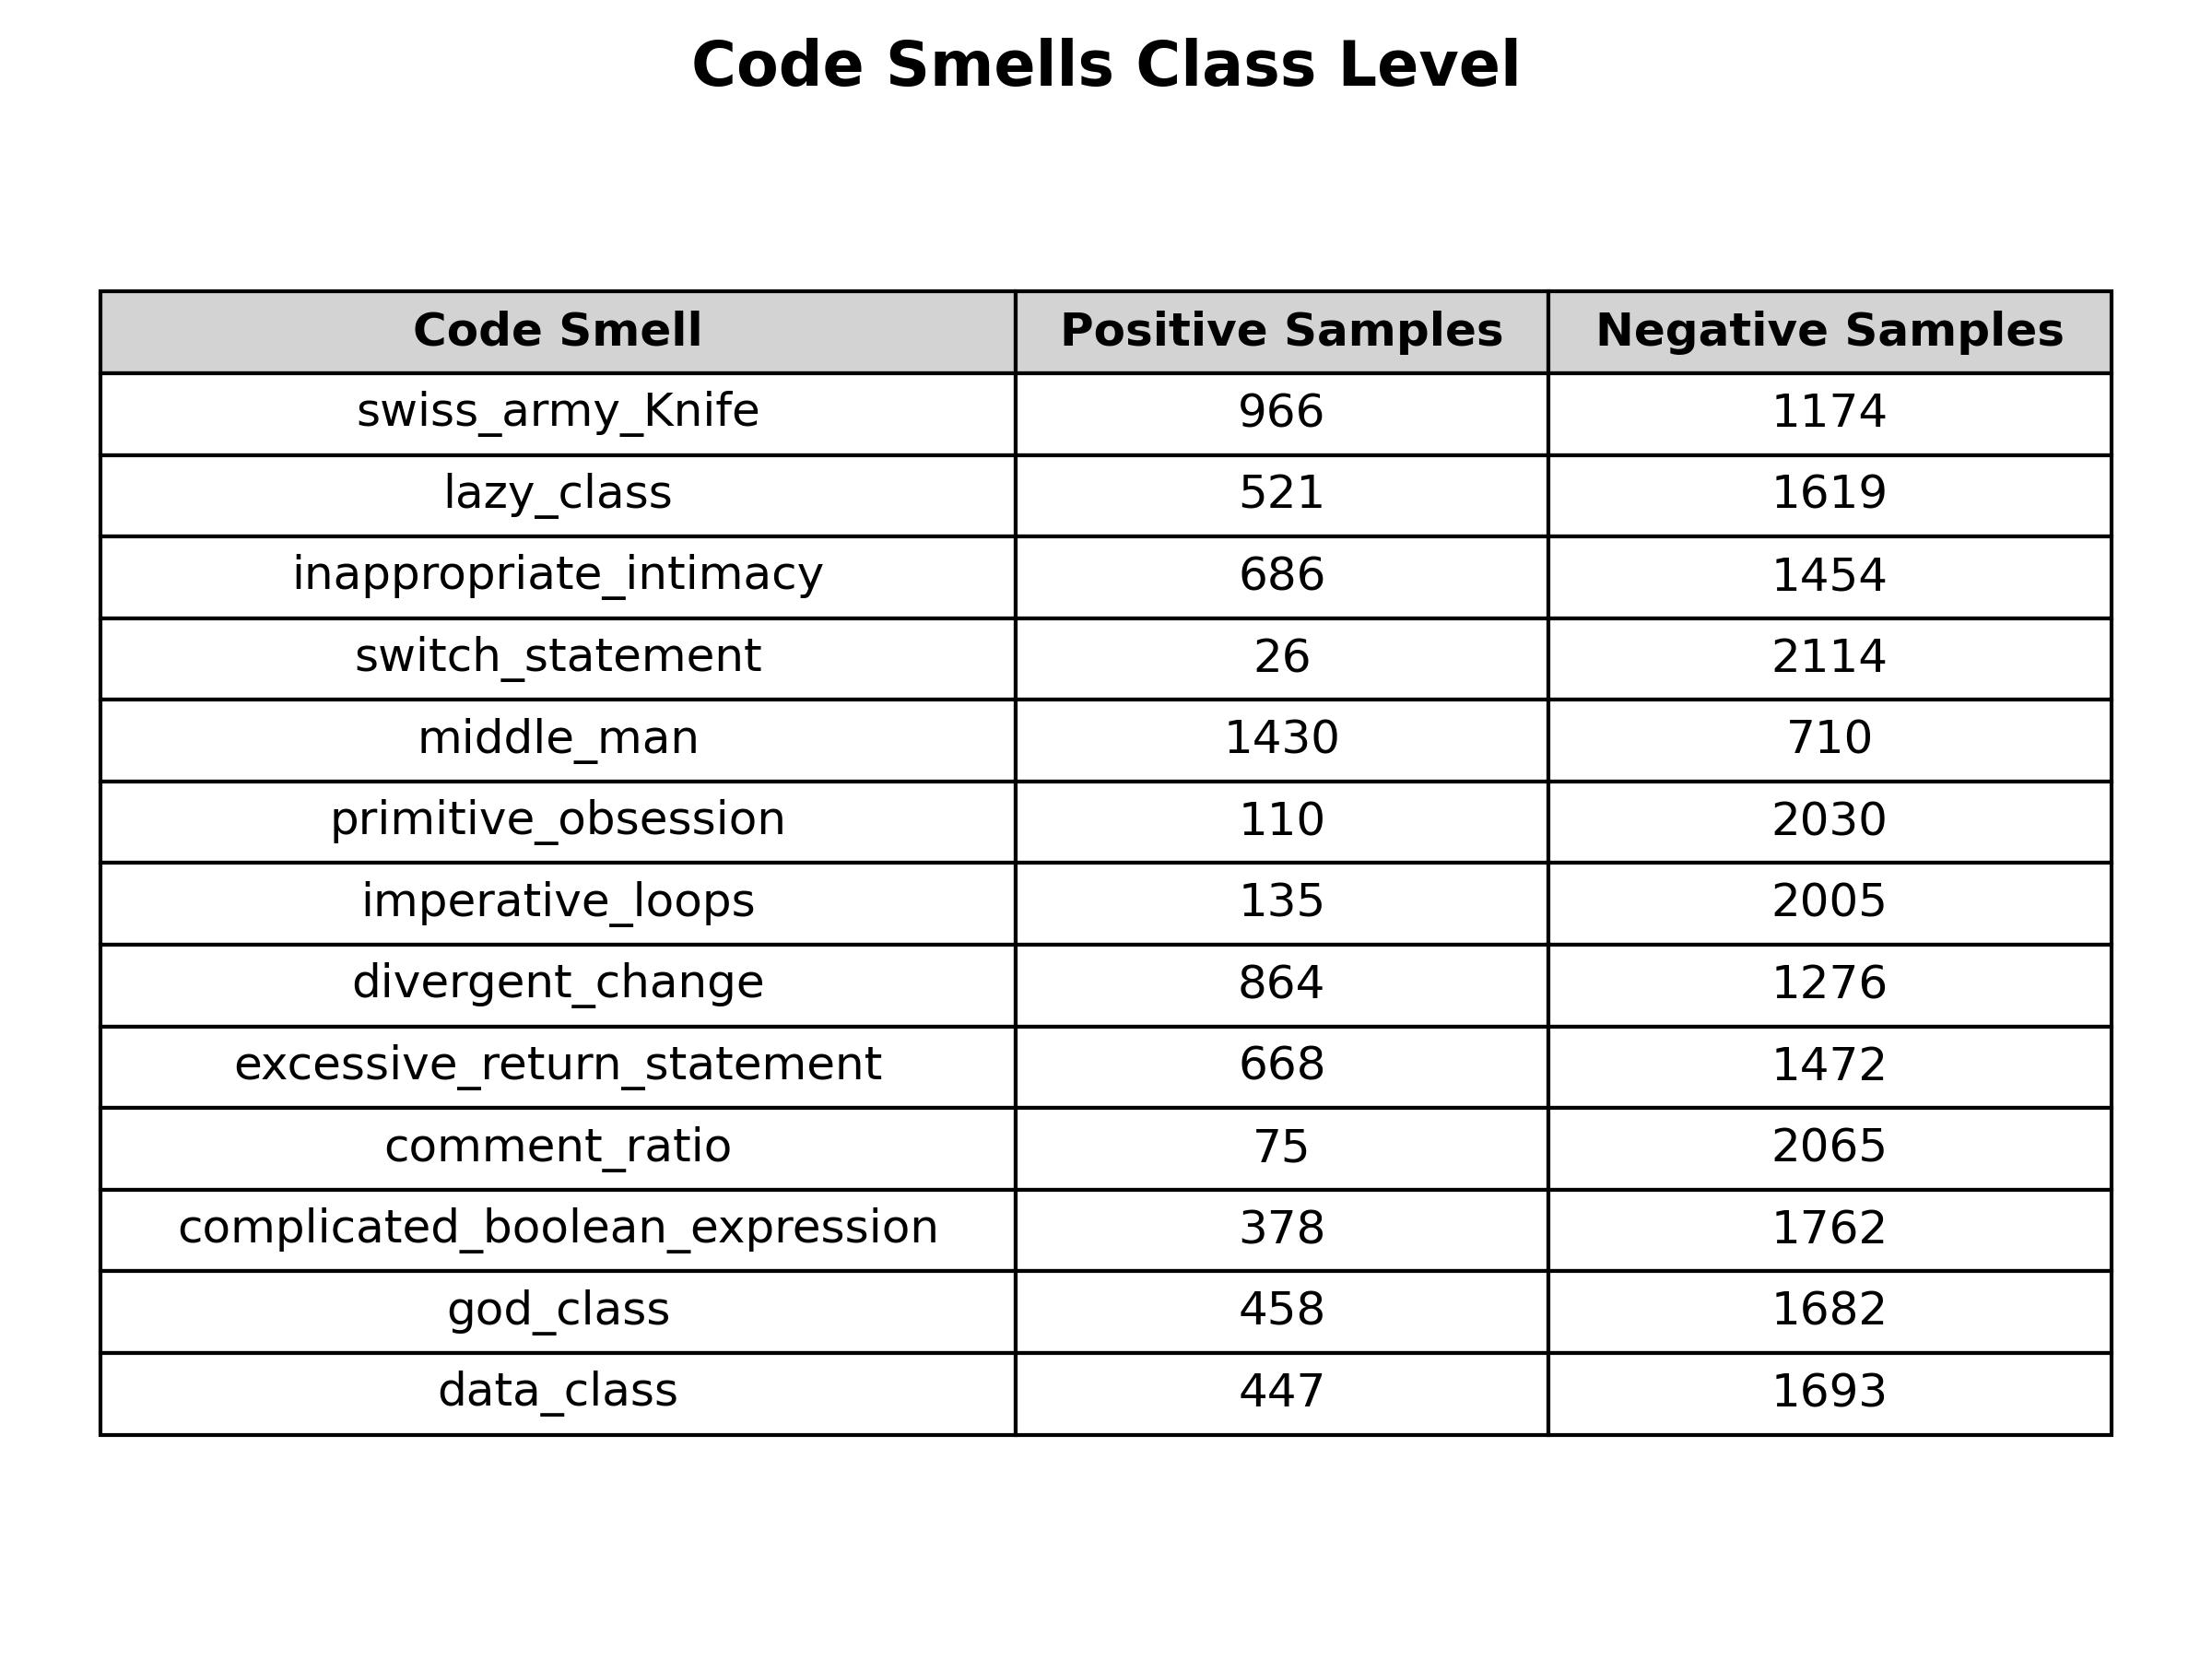 Code Smells Class Level
Code Smell Positive Samples Negative Samples
swiss_army_Knife 966 1174
lazy_class 521 1619
inappropriate_intimacy 686 1454
switch_statement 26 2114
middle_man 1430 710
primitive_obsession 110 2030
imperative_loops 135 2005
divergent_change 864 1276
excessive_return_statement 668 1472
comment_ratio 75 2065
complicated_boolean_expression 378 1762
god_class 458 1682
data_class 447 1693